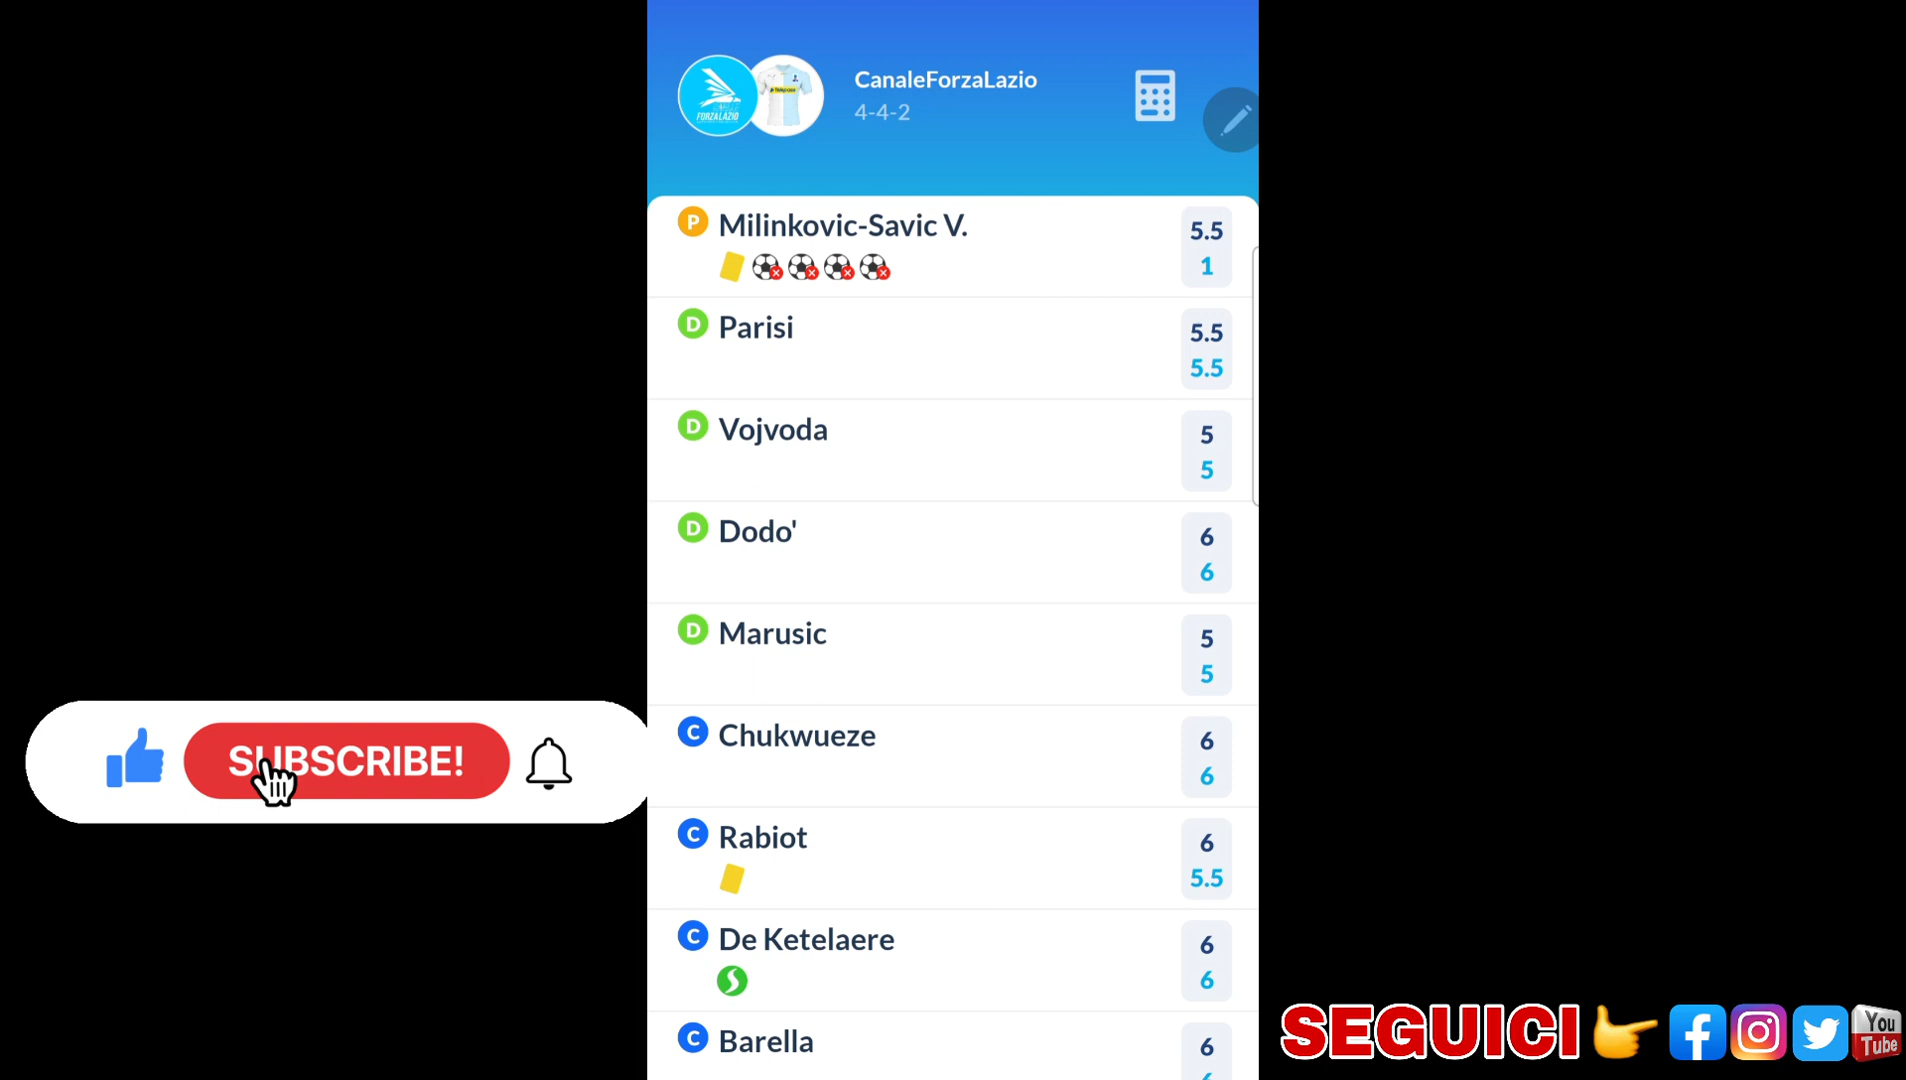 FORZALAZIO
CanaleForzaLazio
4-4-2
P Milinkovic-Savic V. 5.5
1
D Parisi 5.5
5.5
D Vojvoda 5
5
D Dodo' 6
6
D Marusic 5
5
C Chukwueze 6
6
C Rabiot 6
5.5
C De Ketelaere 6
6
C Barella 6
SUBSCRIBE!
SEGUICI
You
Tube